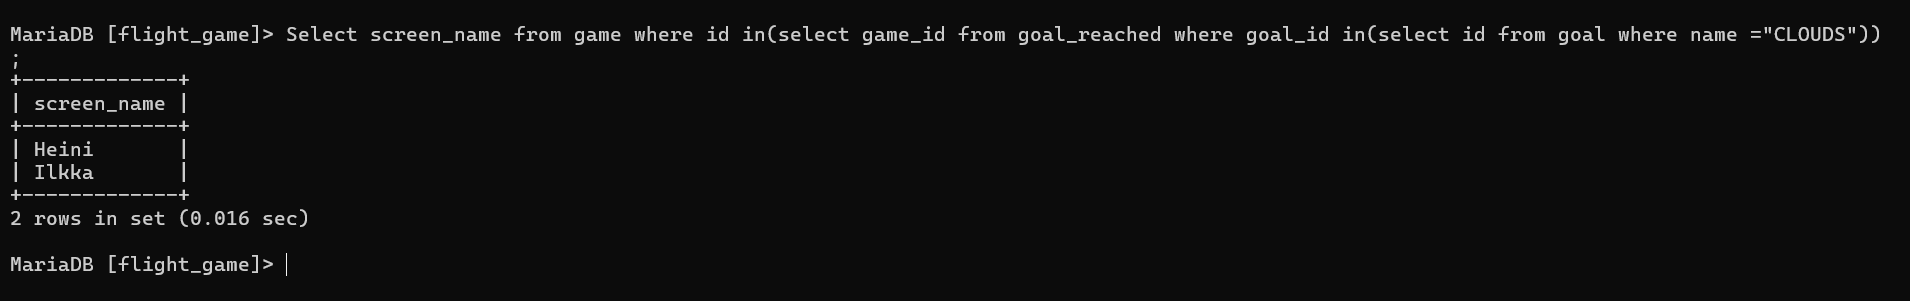 MariaDB [flight_game]> Select screen_name from game where id in(select game_id from goal_reached where goal_id in(select id from goal where name ="CLOUDS"))
;
+-------------+
| screen_name |
+-------------+
| Heini       |
| Ilkka       |
+-------------+
2 rows in set (0.016 sec)
MariaDB [flight_game]>